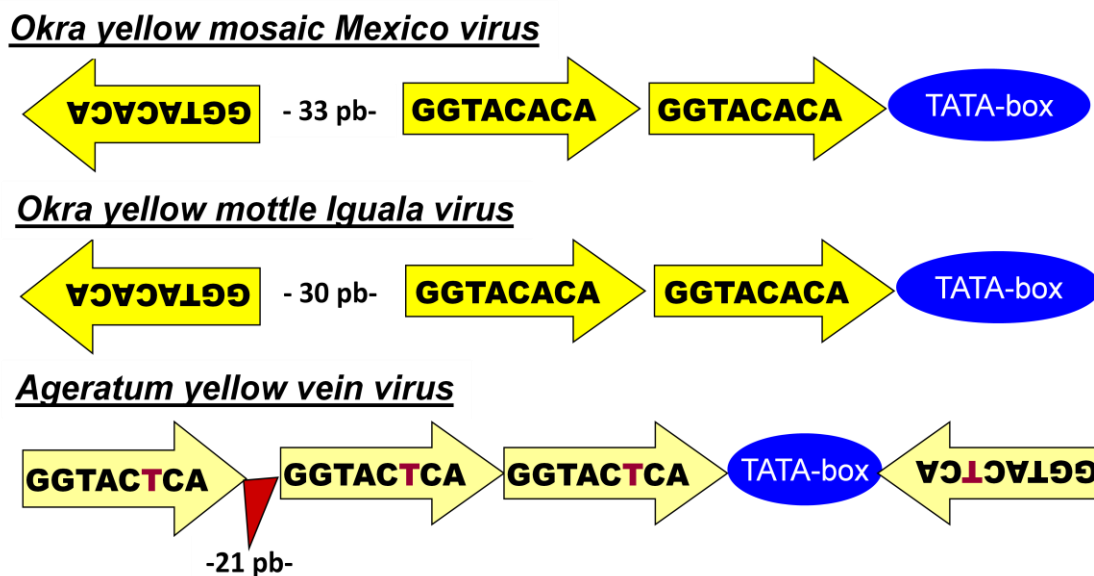 Okra yellow mosaic Mexico virus
GGTACACA - 33 pb- GGTACACA GGTACACA TATA-box
Okra yellow mottle Iguala virus
GGTACACA - 30 pb- GGTACACA GGTACACA TATA-box
Ageratum yellow vein virus
GGTACTCA GGTACTCA GGTACTCA TATA-box GGTACTCA
-21 pb-